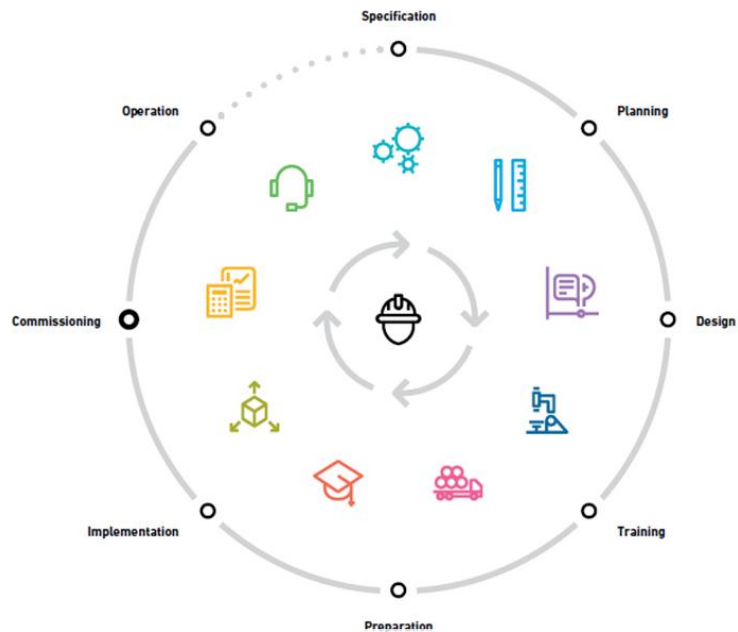 Specification
Operation
Planning
Commissioning
Design
Implementation
Training
Preparation